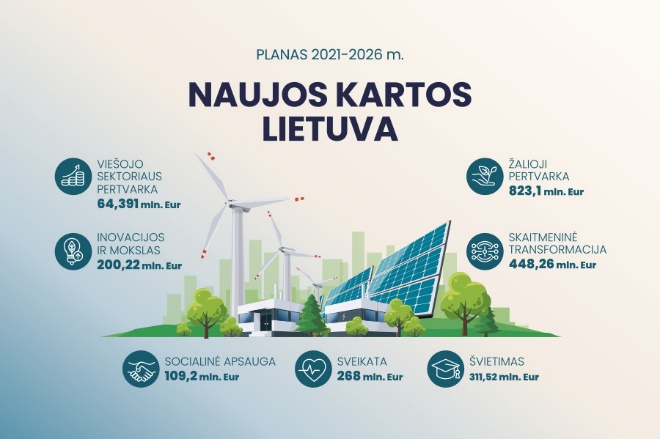 PLANAS 2021-2026 m.
NAUJOS KARTOS
LIETUVA
VIEŠOJO
SEKTORIAUS
PERTVARKA
64,391 mln. Eur
ŽALIOJI
PERTVARKA
823,1 mln. Eur
INOVACIJOS
IR MOKSLAS
200,22 mln. Eur
SKAITMENINĖ
TRANSFORMACIJA
448,26 mln. Eur
SOCIALINĖ APSAUGA
109,2 mln. Eur
SVEIKATA
268 mln. Eur
ŠVIETIMAS
311,52 mln. Eur